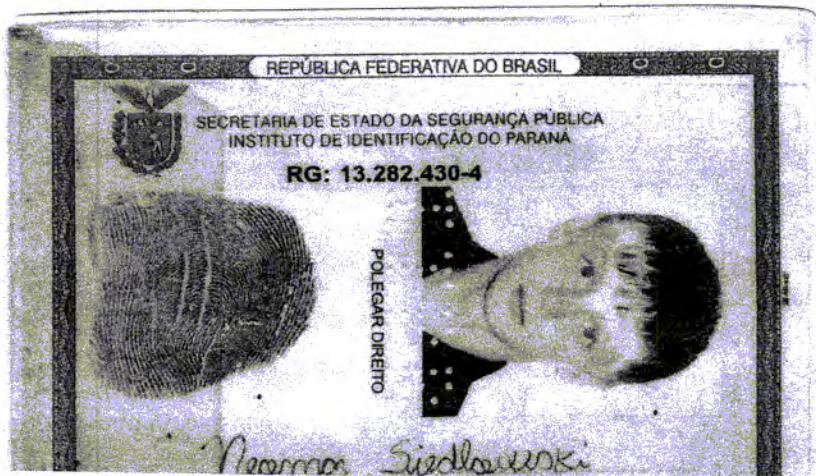 REPÚBLICA FEDERATIVA DO BRASIL
SECRETARIA DE ESTADO DA SEGURANÇA PÚBLICA
INSTITUTO DE IDENTIFICAÇÃO DO PARANÁ
RG: 13.282.430-4
POLEGAR DIREITO